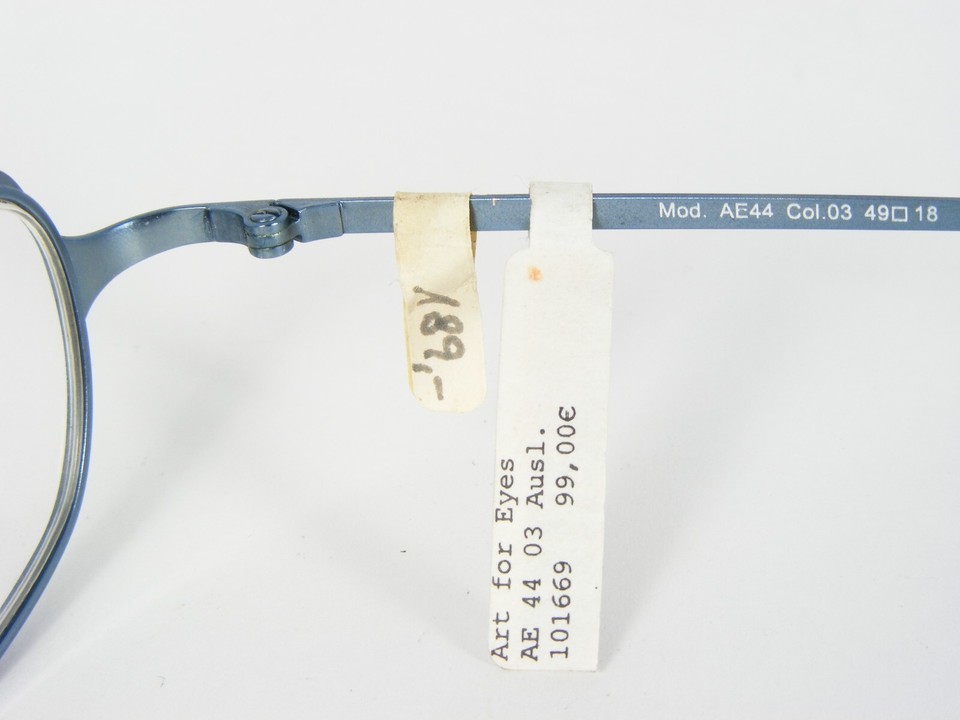 Mod. AE44 Col.03 49□18
189,-
Art for Eyes
AE 44 03 Ausl.
101669 99,00€